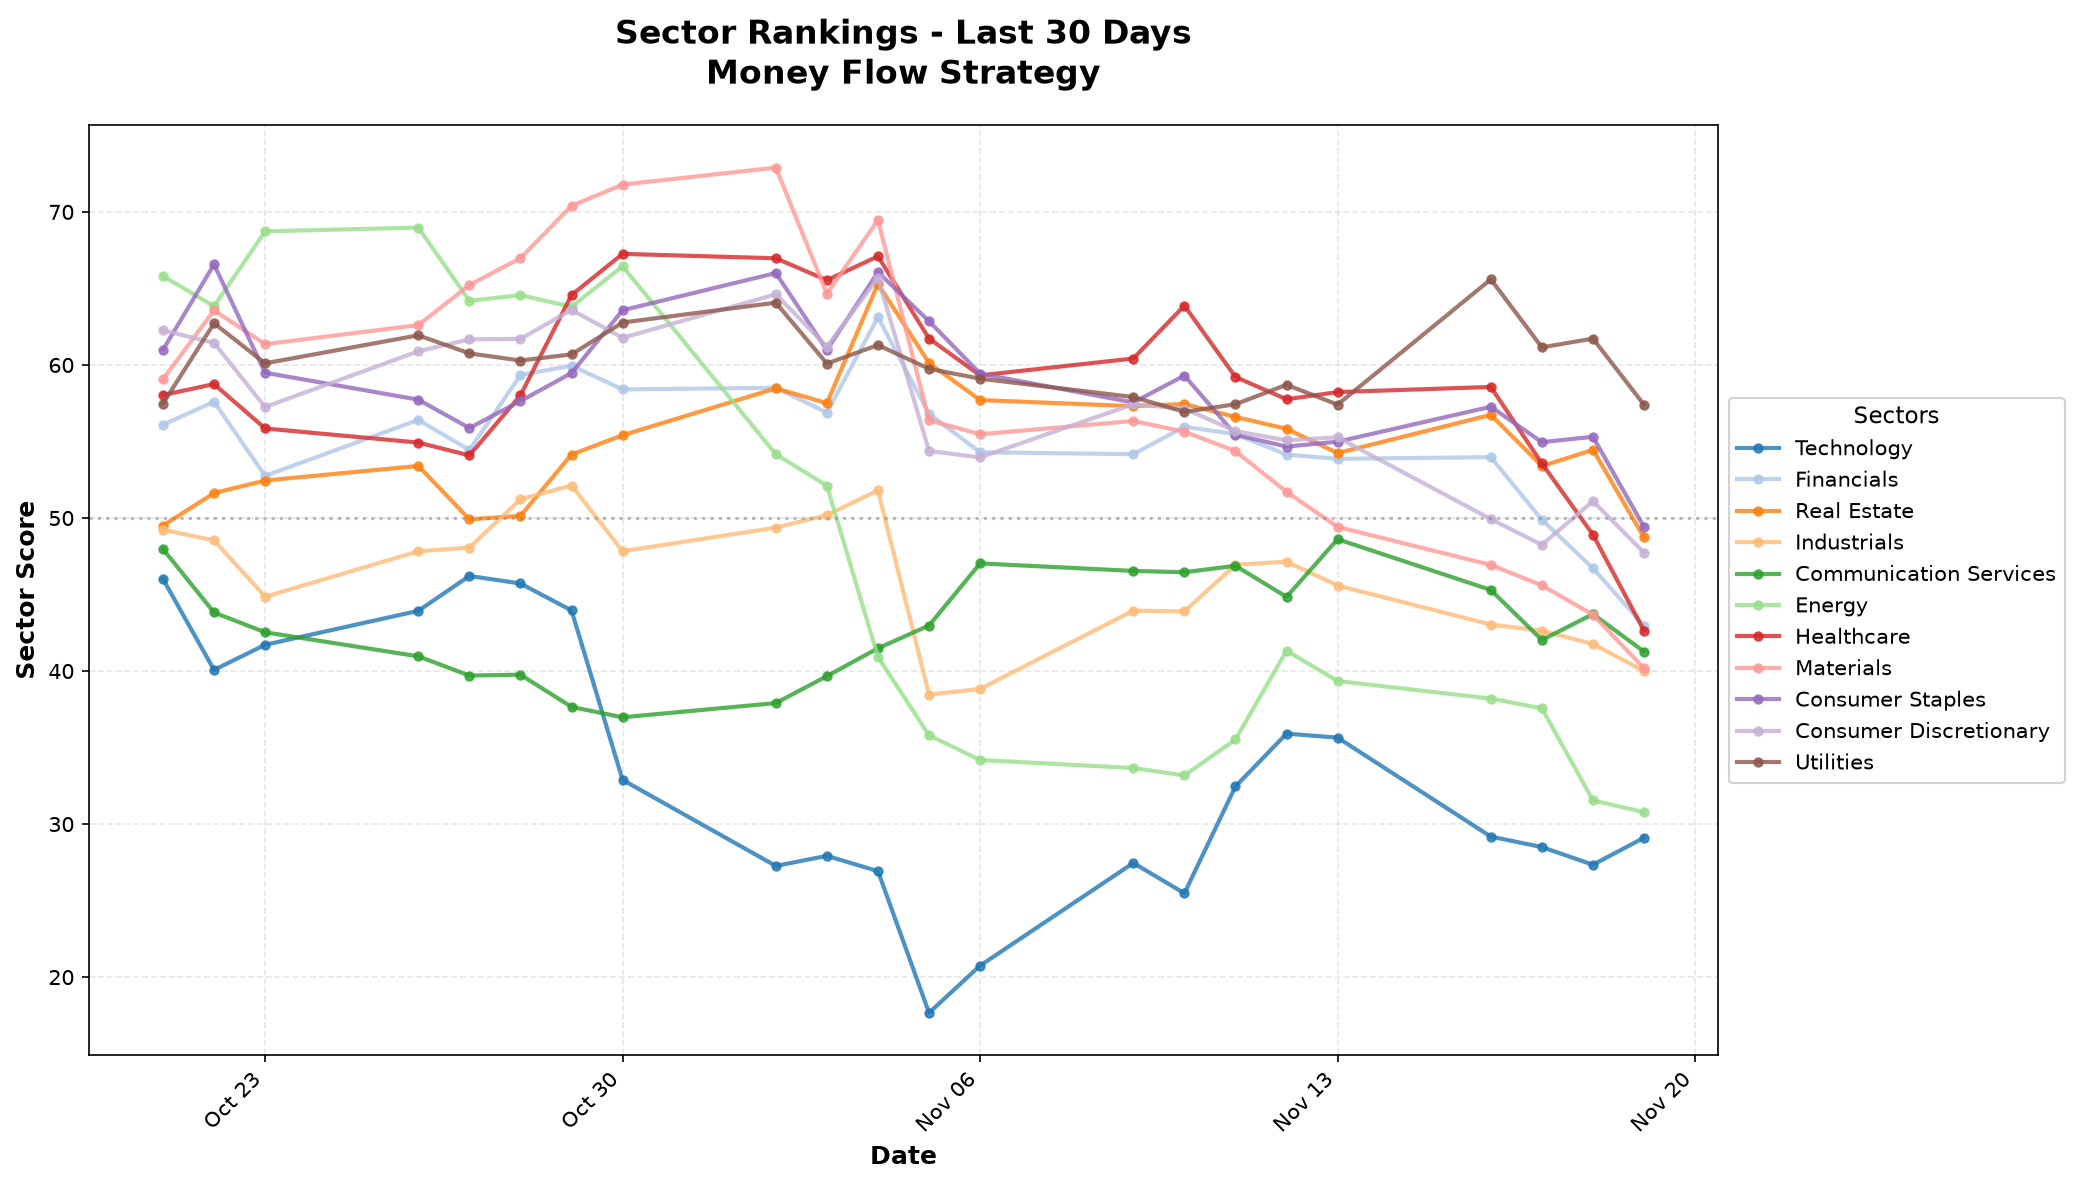 Sector Rankings - Last 30 Days
Money Flow Strategy
Sector Score
70
60
50
40
30
20
Oct 23
Oct 30
Nov 06
Nov 13
Nov 20
Date
Sectors
Technology
Financials
Real Estate
Industrials
Communication Services
Energy
Healthcare
Materials
Consumer Staples
Consumer Discretionary
Utilities